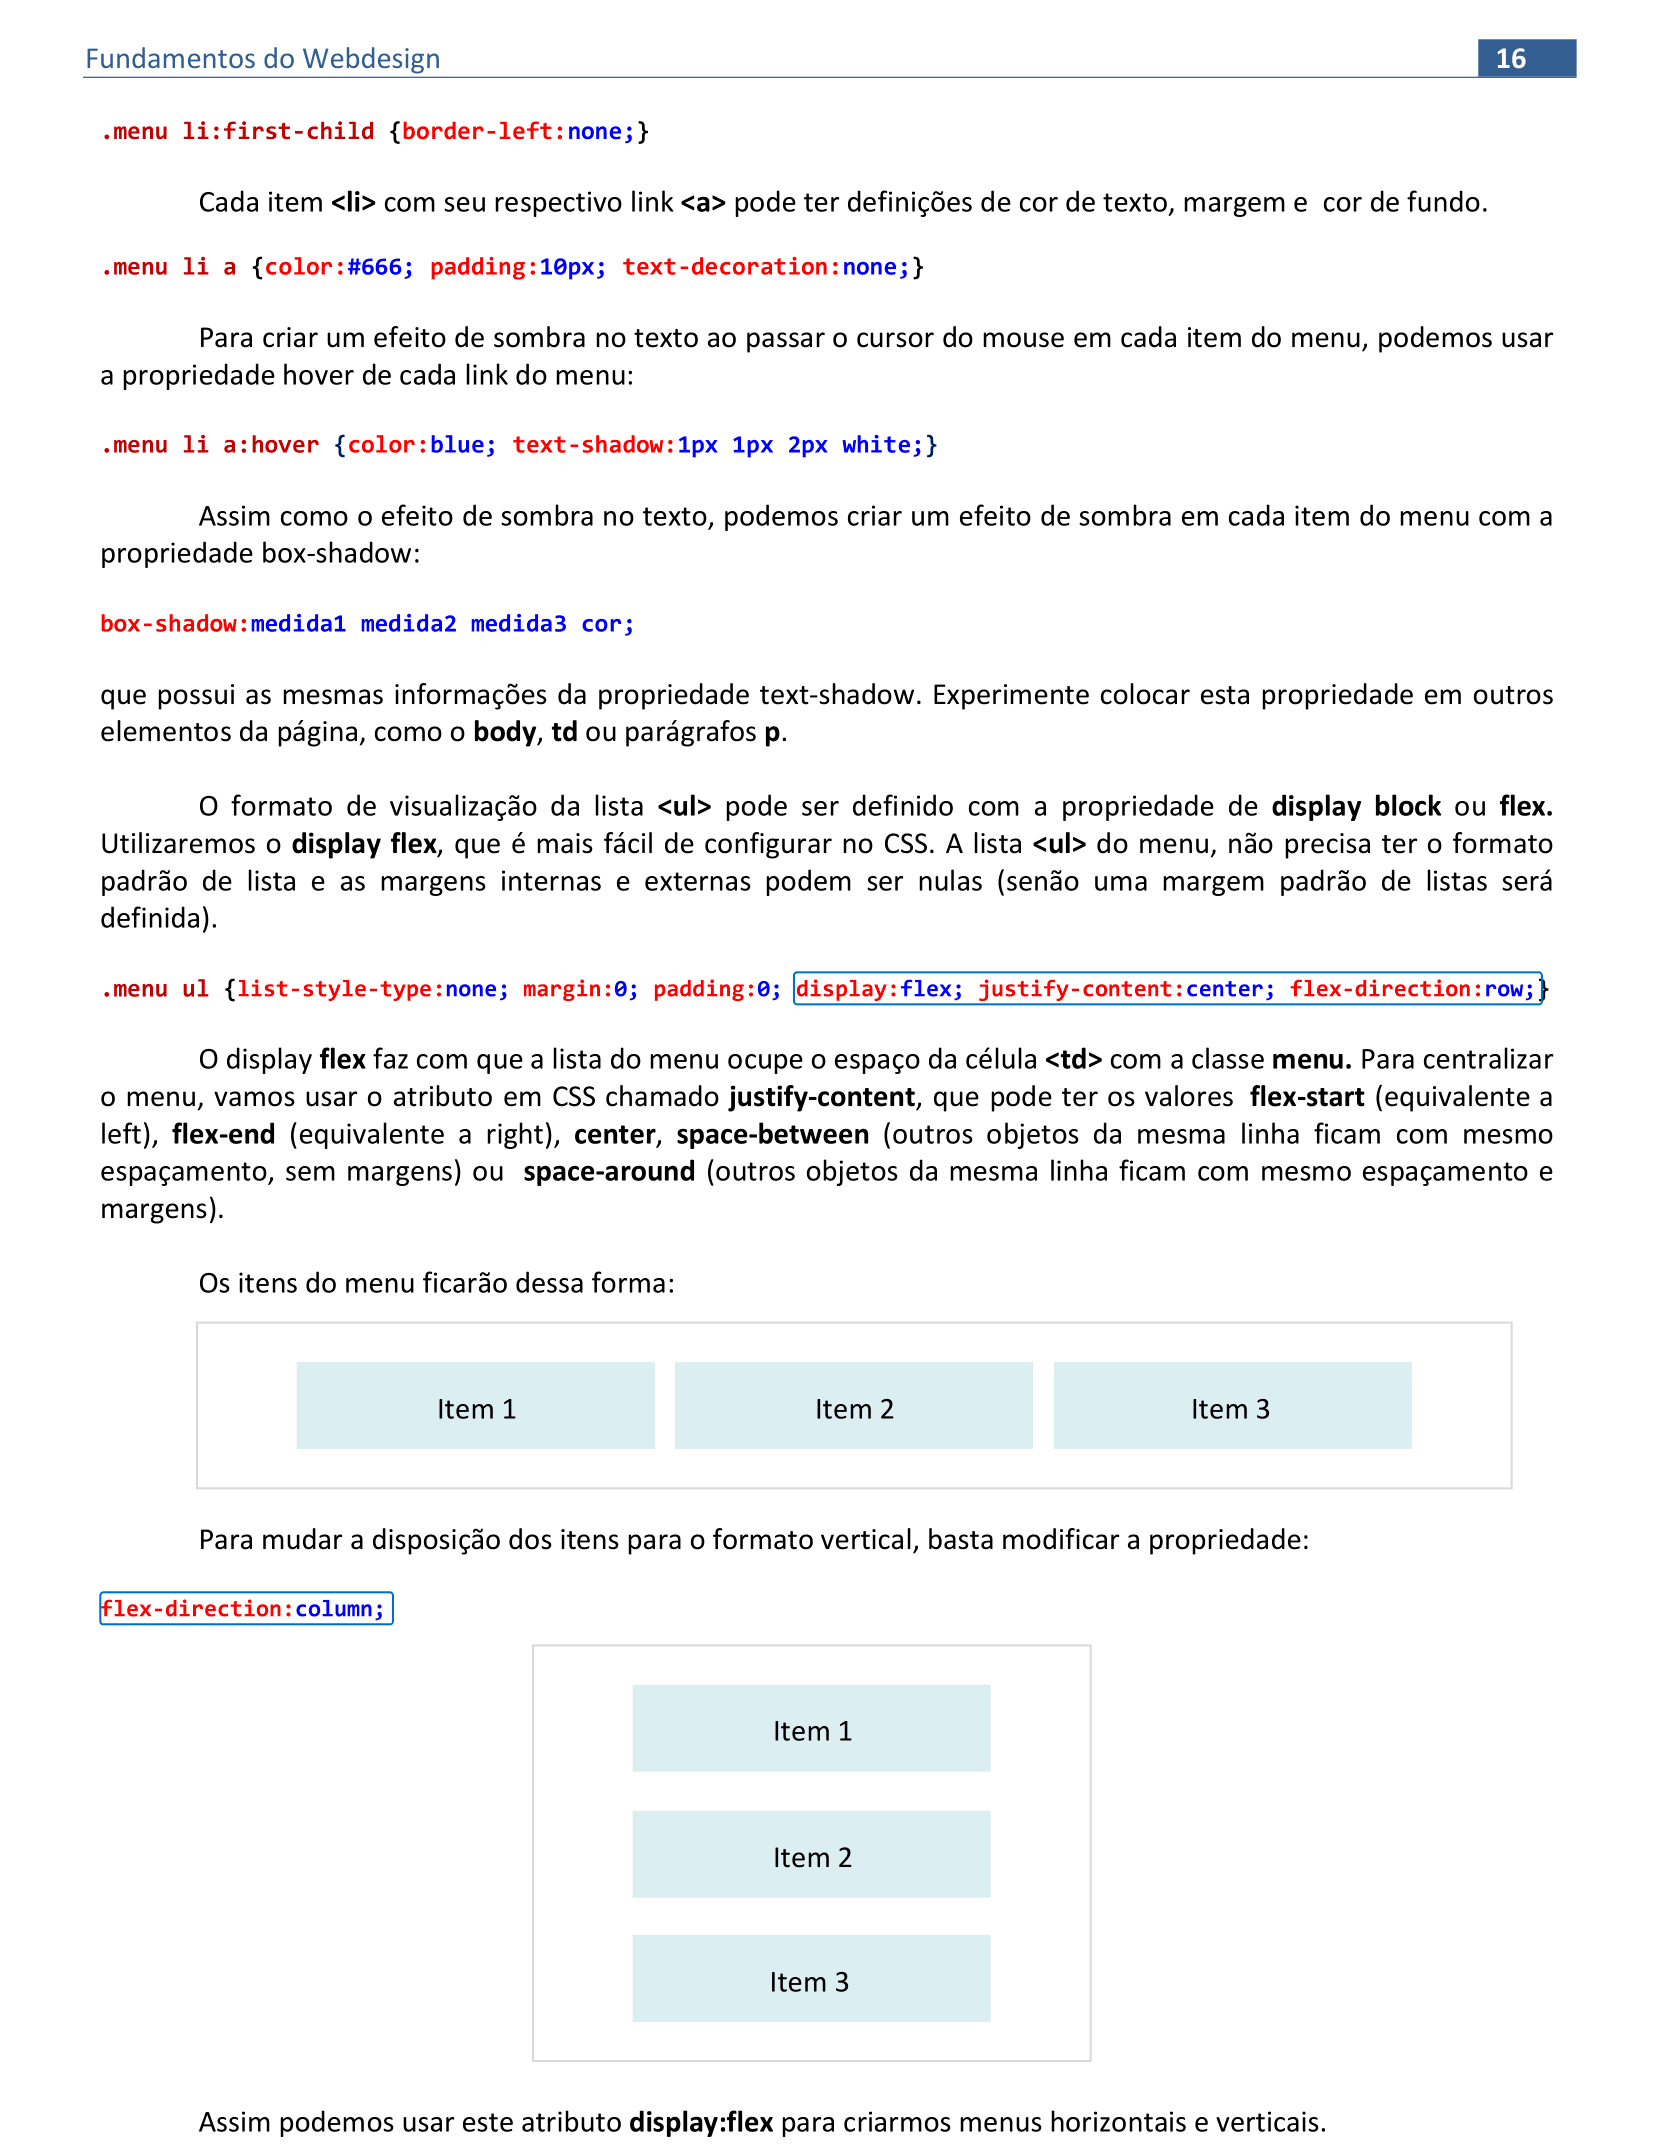 Fundamentos do Webdesign 16
.menu li:first-child {border-left:none;}
Cada item <li> com seu respectivo link <a> pode ter definições de cor de texto, margem e cor de fundo.
.menu li a {color:#666; padding:10px; text-decoration:none;}
Para criar um efeito de sombra no texto ao passar o cursor do mouse em cada item do menu, podemos usar
a propriedade hover de cada link do menu:
.menu li a:hover {color:blue; text-shadow:1px 1px 2px white;}
Assim como o efeito de sombra no texto, podemos criar um efeito de sombra em cada item do menu com a
propriedade box-shadow:
box-shadow:medida1 medida2 medida3 cor;
que possui as mesmas informações da propriedade text-shadow. Experimente colocar esta propriedade em outros
elementos da página, como o body, td ou parágrafos p.
O formato de visualização da lista <ul> pode ser definido com a propriedade de display block ou flex.
Utilizaremos o display flex, que é mais fácil de configurar no CSS. A lista <ul> do menu, não precisa ter o formato
padrão de lista e as margens internas e externas podem ser nulas (senão uma margem padrão de listas será
definida).
.menu ul {list-style-type:none; margin:0; padding:0; display:flex; justify-content:center; flex-direction:row;}
O display flex faz com que a lista do menu ocupe o espaço da célula <td> com a classe menu. Para centralizar
o menu, vamos usar o atributo em CSS chamado justify-content, que pode ter os valores flex-start (equivalente a
left), flex-end (equivalente a right), center, space-between (outros objetos da mesma linha ficam com mesmo
espaçamento, sem margens) ou space-around (outros objetos da mesma linha ficam com mesmo espaçamento e
margens).
Os itens do menu ficarão dessa forma:
Item 1 Item 2 Item 3
Para mudar a disposição dos itens para o formato vertical, basta modificar a propriedade:
flex-direction:column;
Item 1
Item 2
Item 3
Assim podemos usar este atributo display:flex para criarmos menus horizontais e verticais.